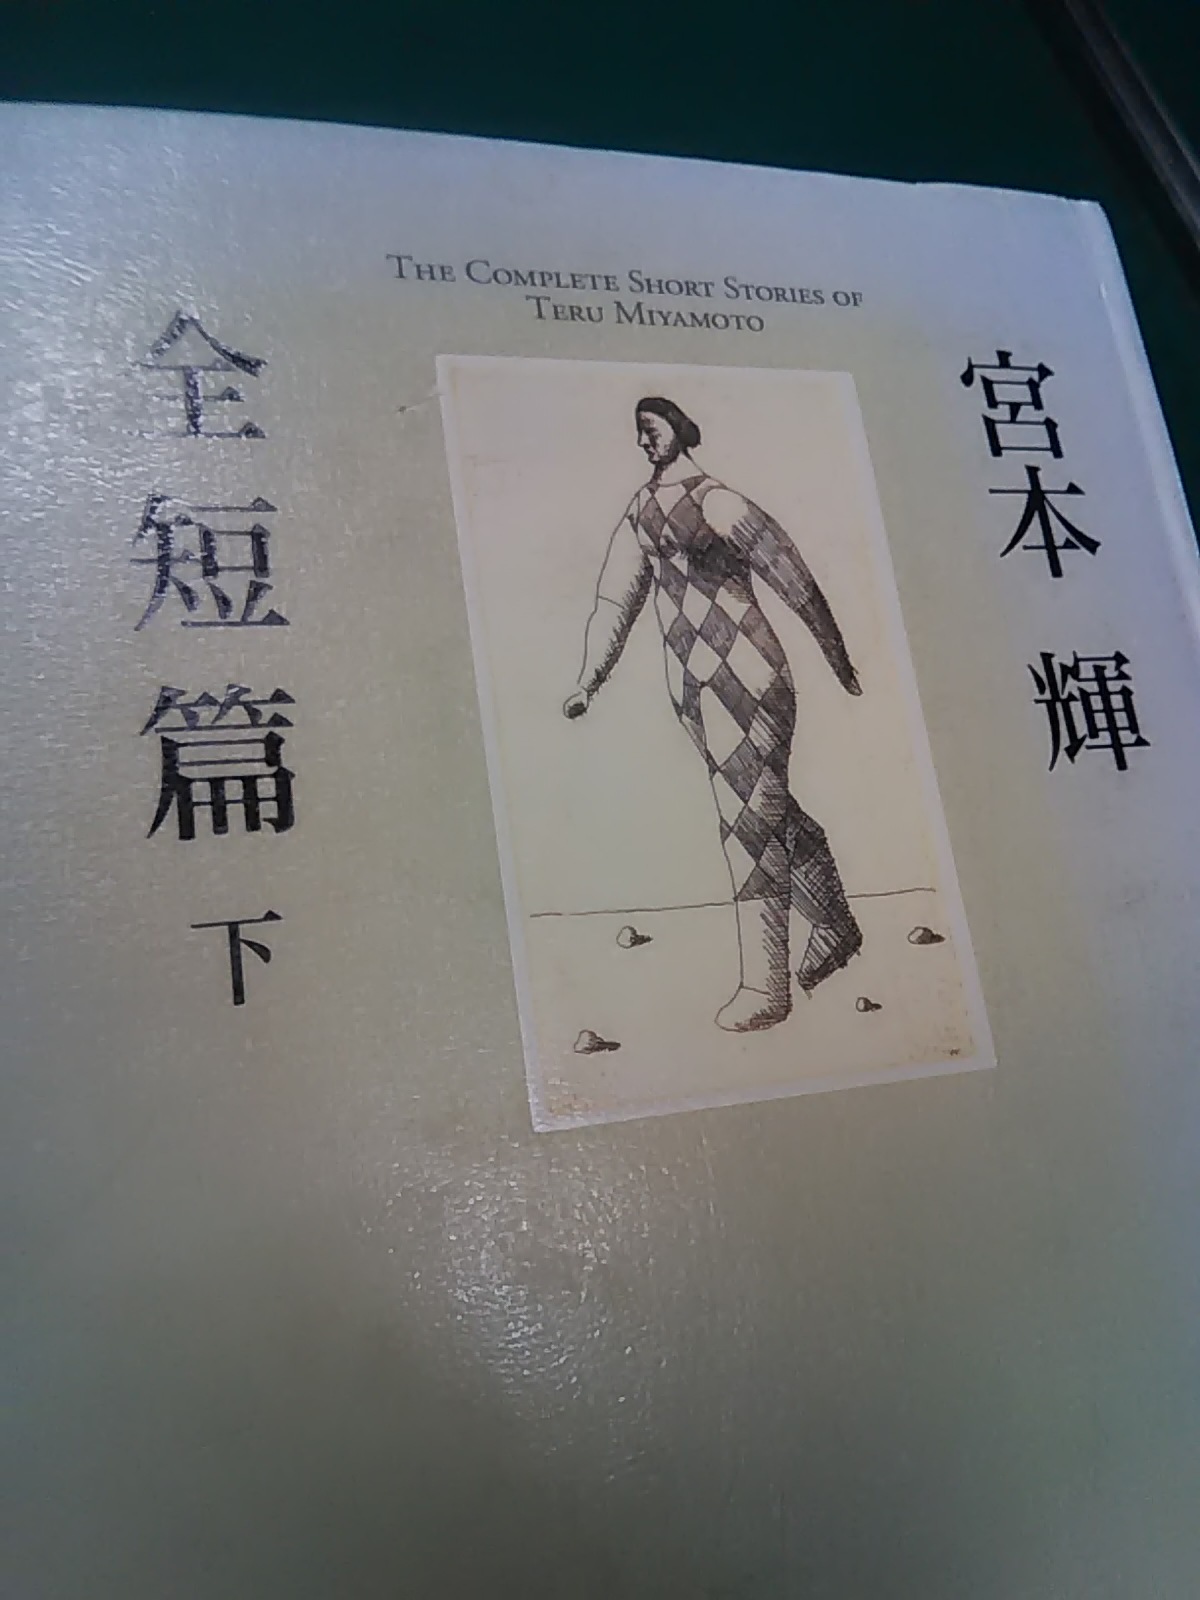 THE COMPLETE SHORT STORIES OF
TERU MIYAMOTO
宮本 輝
全短篇 下